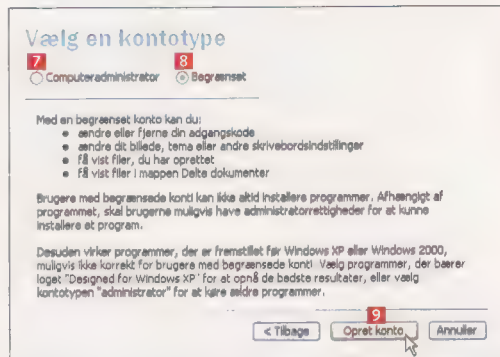 Vælg en kontotype
7 8
Computeradministrator Begrænset
Med en begrænset konto kan du:
• ændre eller fjerne din adgangskode
• ændre dit billede, tema eller andre skrivebordsindstillinger
• få vist filer, du har oprettet
• få vist filer i mappen Delte dokumenter
Brugere med begrænsede konti kan ikke altid installere programmer. Afhængigt af
programmet, skal brugerne muligvis have administratorrettigheder for at kunne
installere et program.
Desuden virker programmer, der er fremstillet før Windows XP eller Windows 2000,
muligvis ikke korrekt for brugere med begrænsede konti. Vælg programmer, der bærer
loget "Designed for Windows XP" for at opnå de bedste resultater, eller vælg
kontotypen "administrator" for at køre ældre programmer.
9
< Tilbage Opret konto Annuller